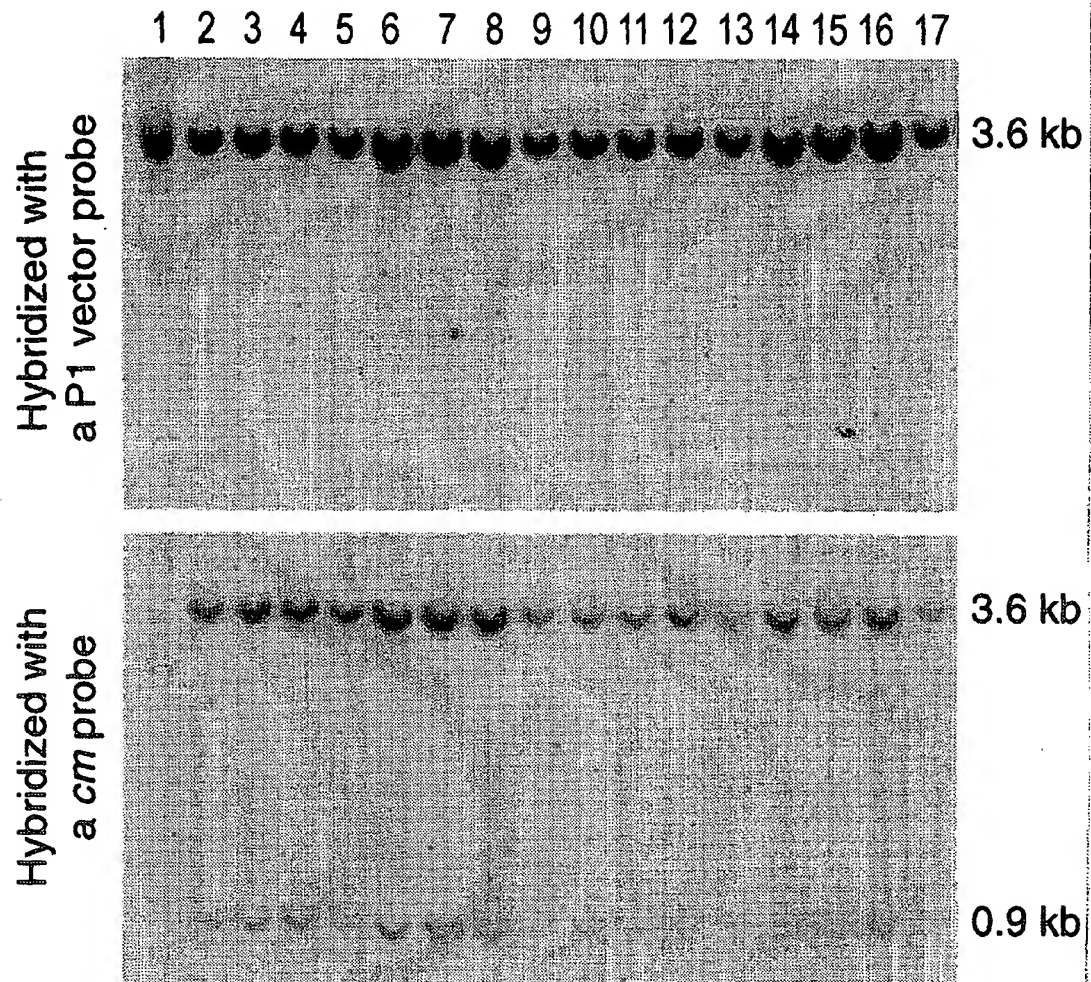 1 2 3 4 5 6 7 8 9 10 11 12 13 14 15 16 17
Hybridized with
a P1 vector probe
3.6 kb
Hybridized with
a cm probe
3.6 kb
0.9 kb